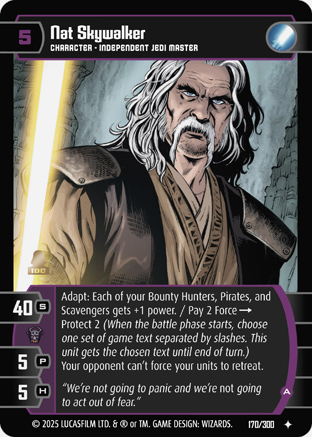 5
Nat Skywalker
CHARACTER - INDEPENDENT JEDI MASTER
100
40 S
5 P
5 H
Adapt: Each of your Bounty Hunters, Pirates, and
Scavengers gets +1 power. / Pay 2 Force →
Protect 2 (When the battle phase starts, choose
one set of game text separated by slashes. This
unit gets the chosen text until end of turn.)
Your opponent can't force your units to retreat.
"We're not going to panic and we're not going
to act out of fear."
A
© 2025 LUCASFILM LTD. & ® or TM. GAME DESIGN: WIZARDS. 170/300